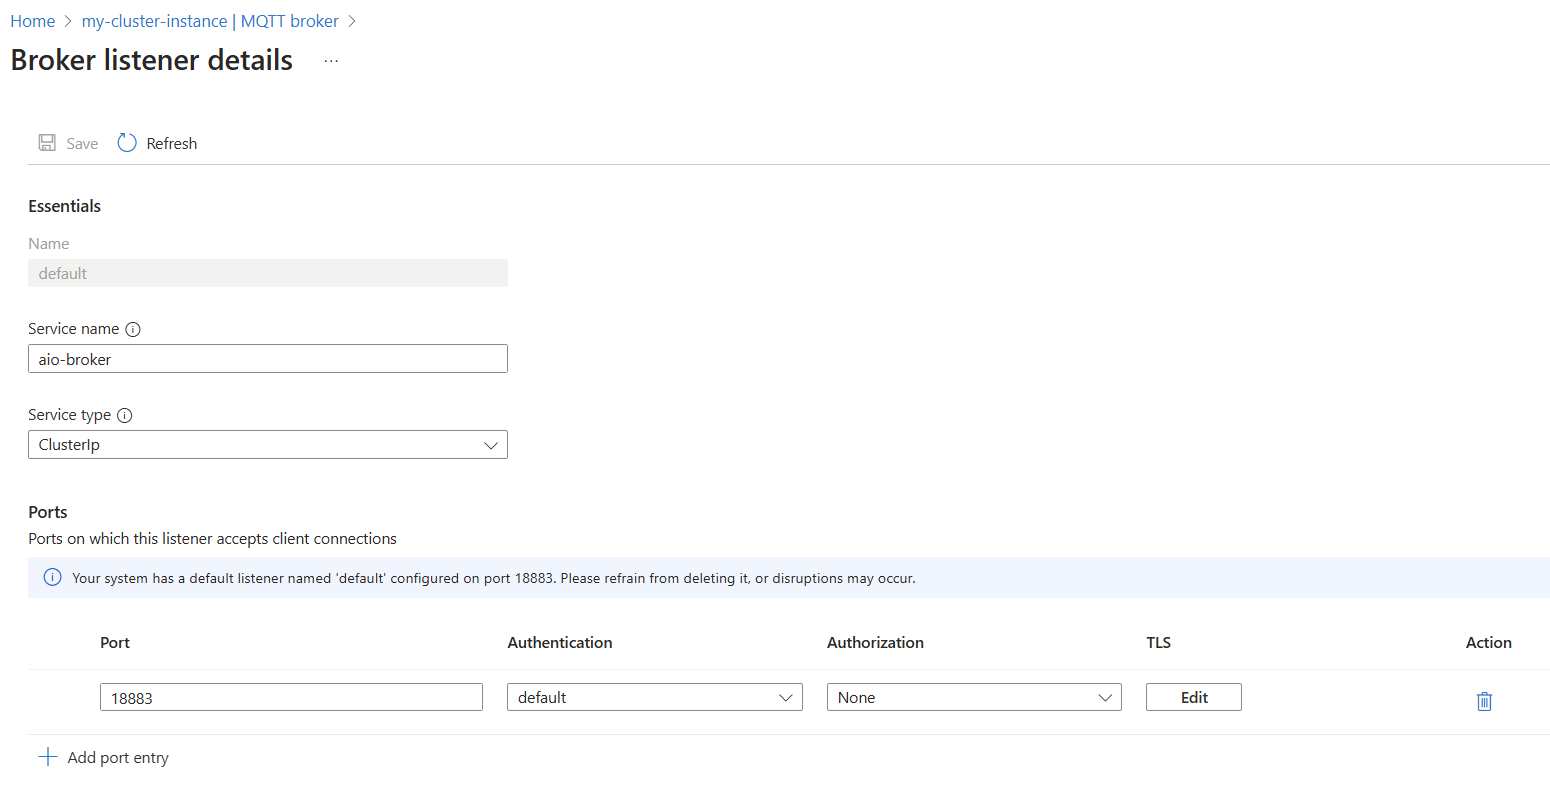 Home > my-cluster-instance | MQTT broker >
Broker listener details ...
Save Refresh
Essentials
Name
default
Service name
aio-broker
Service type
ClusterIp
Ports
Ports on which this listener accepts client connections
Your system has a default listener named 'default' configured on port 18883. Please refrain from deleting it, or disruptions may occur.
Port Authentication Authorization TLS Action
18883 default None Edit
Add port entry